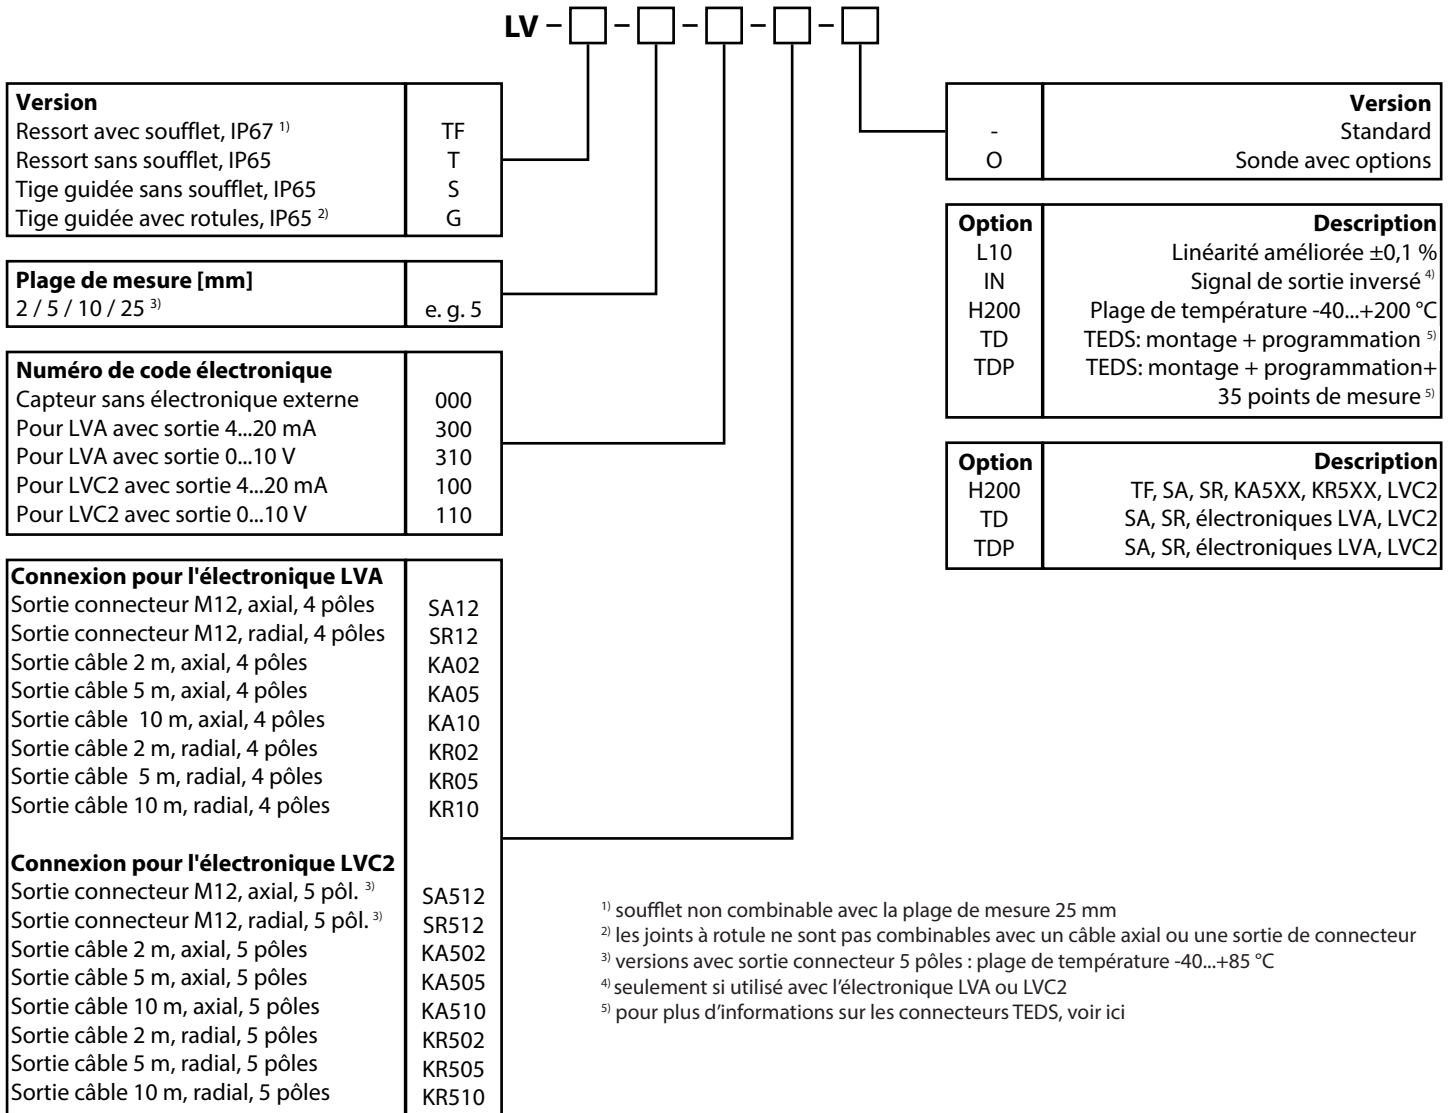 LV – – – – –
Version
Ressort avec soufflet, IP67 ¹⁾ TF
Ressort sans soufflet, IP65 T
Tige guidée sans soufflet, IP65 S
Tige guidée avec rotules, IP65 ²⁾ G
Plage de mesure [mm]
2 / 5 / 10 / 25 ³⁾ e. g. 5
Numéro de code électronique
Capteur sans électronique externe 000
Pour LVA avec sortie 4...20 mA 300
Pour LVA avec sortie 0...10 V 310
Pour LVC2 avec sortie 4...20 mA 100
Pour LVC2 avec sortie 0...10 V 110
Connexion pour l'électronique LVA
Sortie connecteur M12, axial, 4 pôles SA12
Sortie connecteur M12, radial, 4 pôles SR12
Sortie câble 2 m, axial, 4 pôles KA02
Sortie câble 5 m, axial, 4 pôles KA05
Sortie câble 10 m, axial, 4 pôles KA10
Sortie câble 2 m, radial, 4 pôles KR02
Sortie câble 5 m, radial, 4 pôles KR05
Sortie câble 10 m, radial, 4 pôles KR10
Connexion pour l'électronique LVC2
Sortie connecteur M12, axial, 5 pôl. ³⁾ SA512
Sortie connecteur M12, radial, 5 pôl. ³⁾ SR512
Sortie câble 2 m, axial, 5 pôles KA502
Sortie câble 5 m, axial, 5 pôles KA505
Sortie câble 10 m, axial, 5 pôles KA510
Sortie câble 2 m, radial, 5 pôles KR502
Sortie câble 5 m, radial, 5 pôles KR505
Sortie câble 10 m, radial, 5 pôles KR510
Version
- Standard
O Sonde avec options
Option Description
L10 Linéarité améliorée ±0,1 %
IN Signal de sortie inversé ⁴⁾
H200 Plage de température -40...+200 °C
TD TEDS: montage + programmation ⁵⁾
TDP TEDS: montage + programmation+
35 points de mesure ⁵⁾
Option Description
H200 TF, SA, SR, KA5XX, KR5XX, LVC2
TD SA, SR, électroniques LVA, LVC2
TDP SA, SR, électroniques LVA, LVC2
¹⁾ soufflet non combinable avec la plage de mesure 25 mm
²⁾ les joints à rotule ne sont pas combinables avec un câble axial ou une sortie de connecteur
³⁾ versions avec sortie connecteur 5 pôles : plage de température -40...+85 °C
⁴⁾ seulement si utilisé avec l'électronique LVA ou LVC2
⁵⁾ pour plus d'informations sur les connecteurs TEDS, voir ici